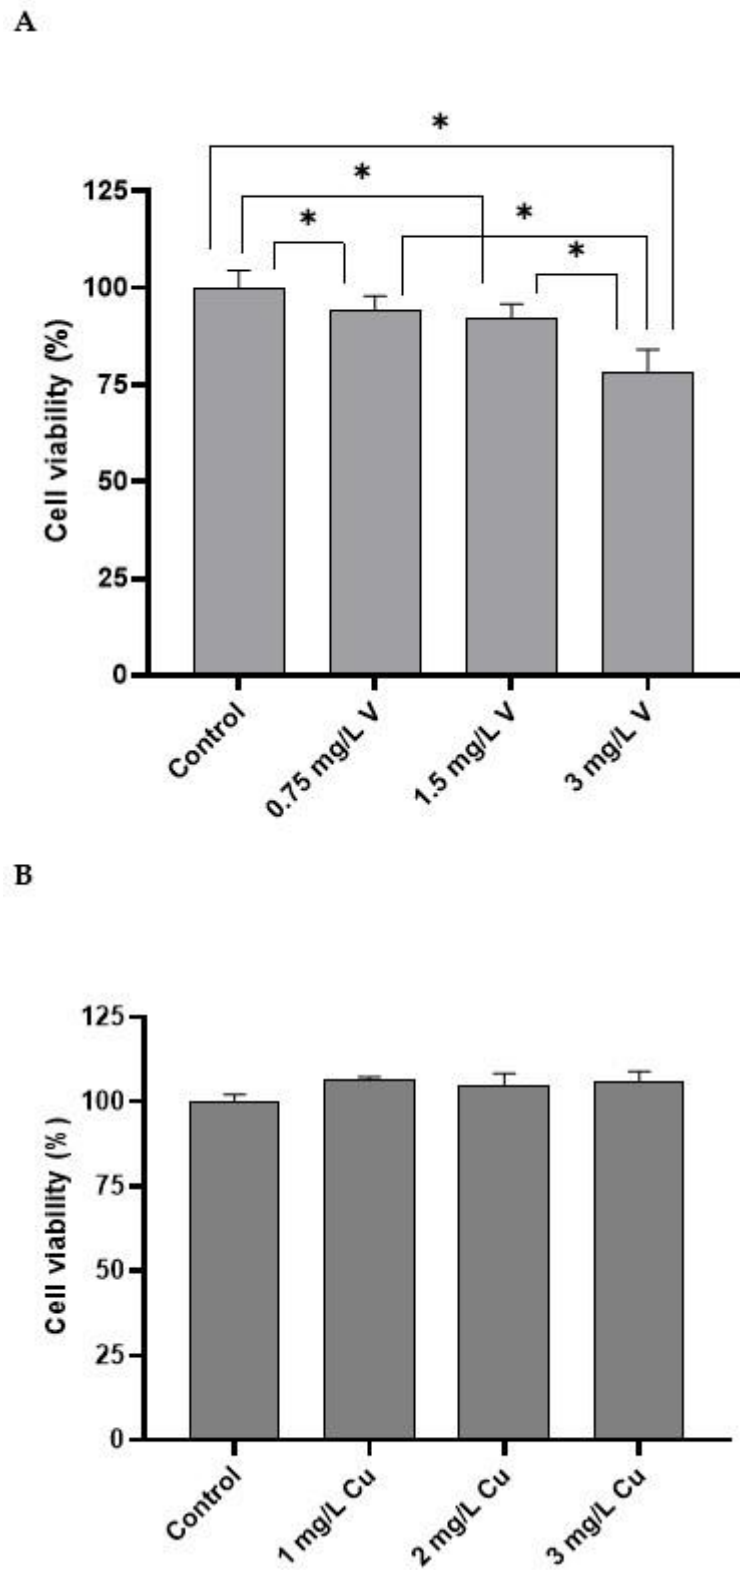 A
*
*
*
*
*
125
100
75
50
25
0
Cell viability (%)
Control
0.75 mg/L V
1.5 mg/L V
3 mg/L V
B
125
100
75
50
25
0
Cell viability (%)
Control
1 mg/L Cu
2 mg/L Cu
3 mg/L Cu